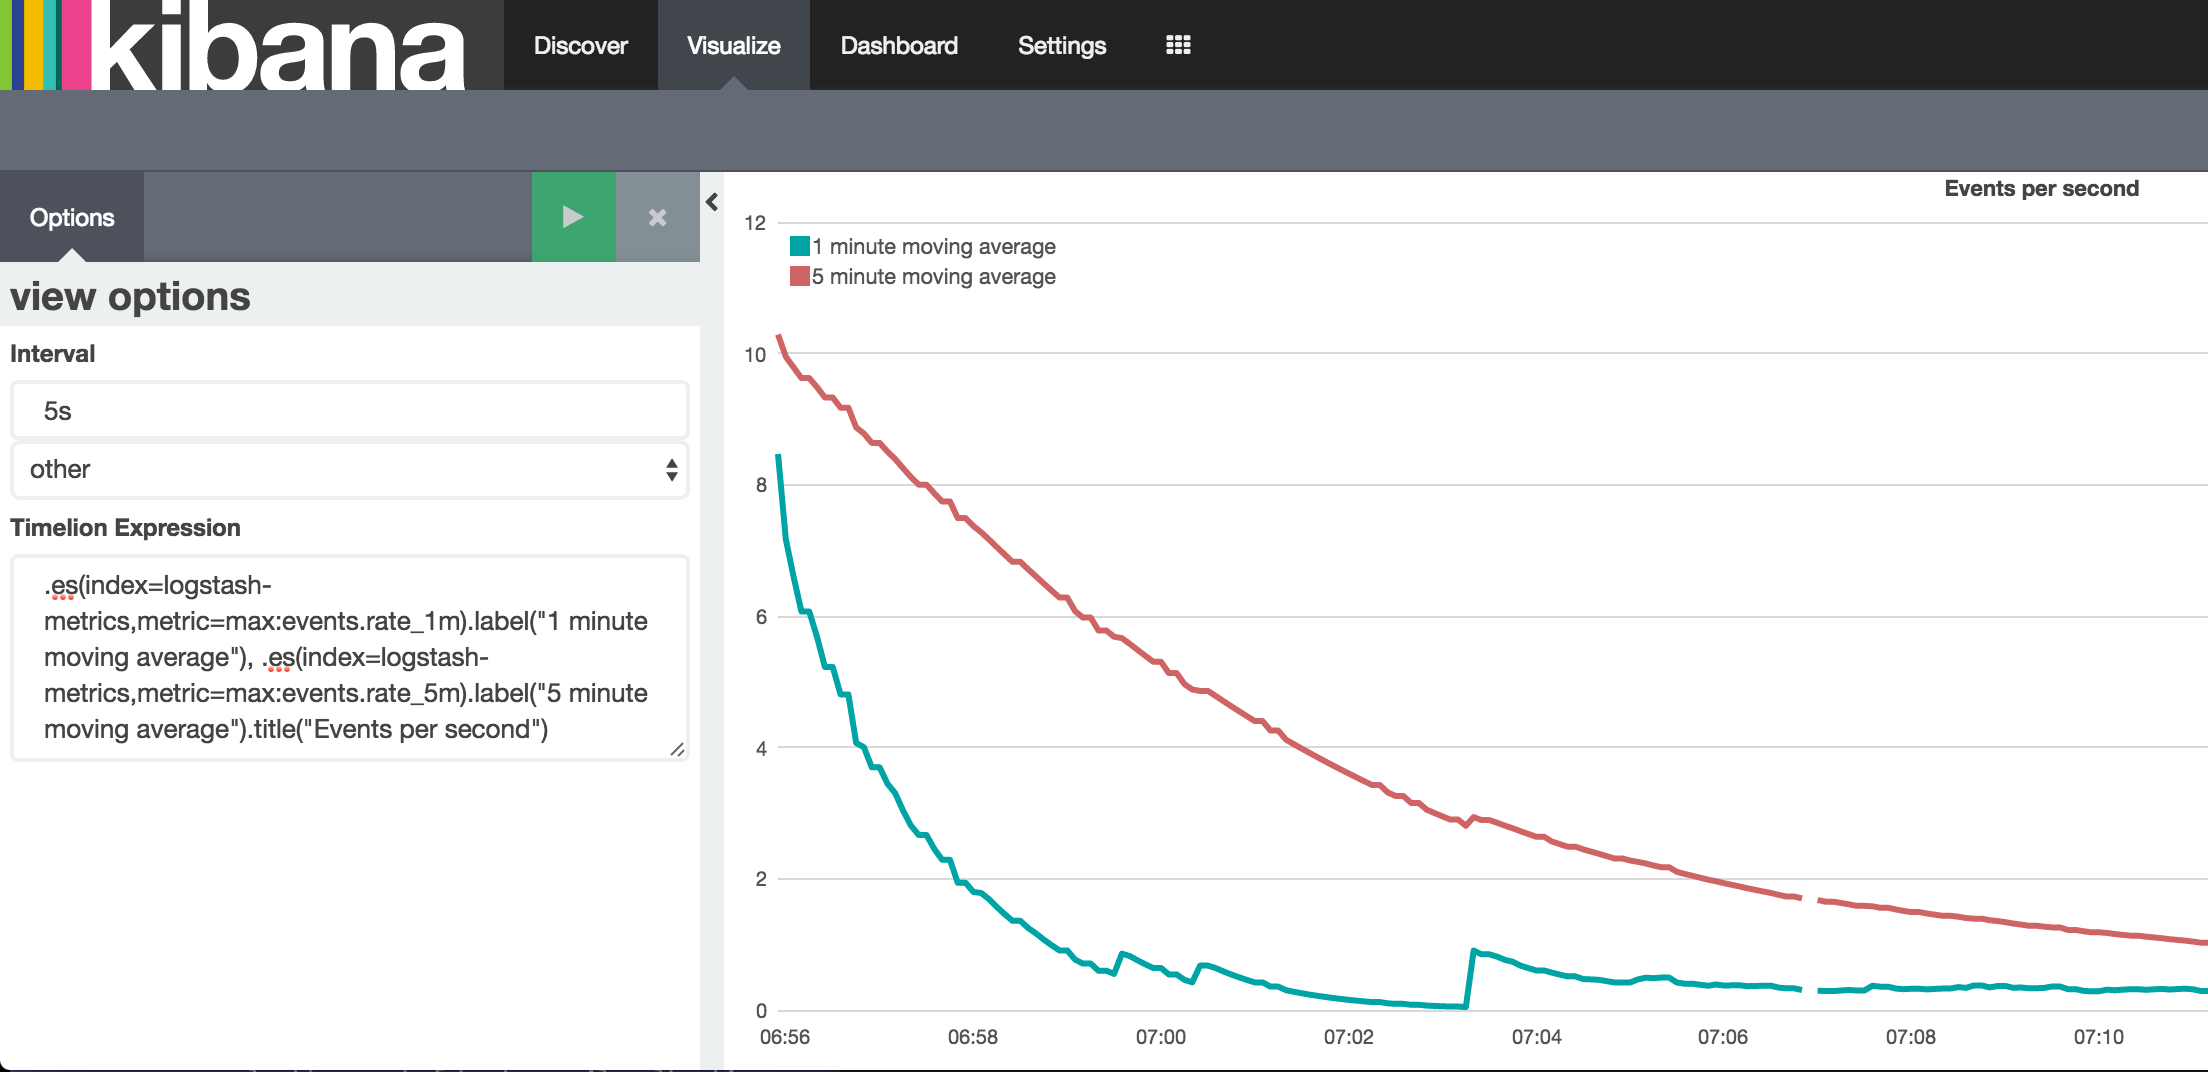 kibana
Discover
Visualize
Dashboard
Settings
Options
view options
Interval
5s
other
Timelion Expression
.es(index=logstash-
metrics,metric=max:events.rate_1m).label("1 minute
moving average"), .es(index=logstash-
metrics,metric=max:events.rate_5m).label("5 minute
moving average").title("Events per second")
Events per second
1 minute moving average
5 minute moving average
12
10
8
6
4
2
0
06:56
06:58
07:00
07:02
07:04
07:06
07:08
07:10